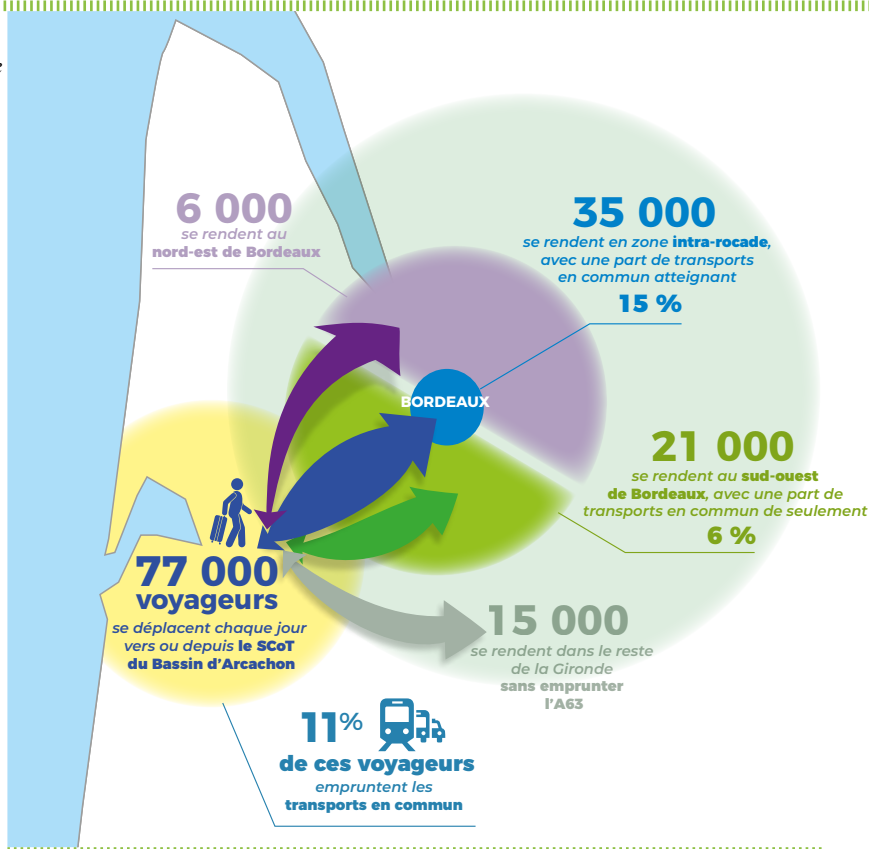 6 000
se rendent au
nord-est de Bordeaux
35 000
se rendent en zone intra-rocade,
avec une part de transports
en commun atteignant
15 %
BORDEAUX
21 000
se rendent au sud-ouest
de Bordeaux, avec une part de
transports en commun de seulement
6 %
77 000
voyageurs
se déplacent chaque jour
vers ou depuis le SCoT
du Bassin d'Arcachon
15 000
se rendent dans le reste
de la Gironde
sans emprunter
l'A63
11%
de ces voyageurs
empruntent les
transports en commun